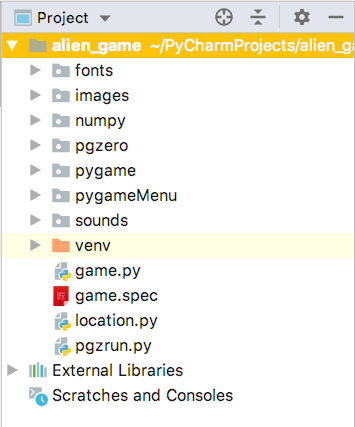 Project
alien_game ~/PyCharmProjects/alien_ga
fonts
images
numpy
pgzero
pygame
pygameMenu
sounds
venv
game.py
game.spec
location.py
pgzrun.py
External Libraries
Scratches and Consoles